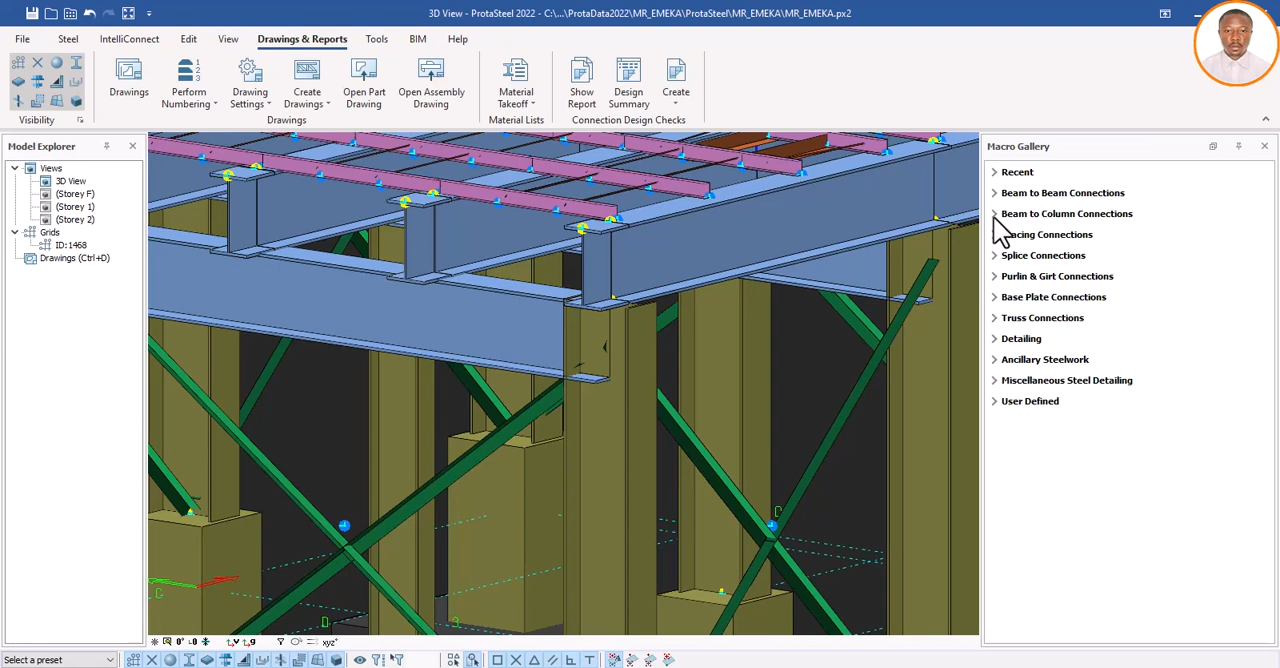 3D View - ProtaSteel 2022 - C:\...\ProtaData2022\MR_EMEKA\ProtaSteel\MR_EMEKA\MR_EMEKA.px2
File Steel IntelliConnect Edit View Drawings & Reports Tools BIM Help
Visibility
Drawings
Perform Numbering
Drawing Settings
Create Drawings
Open Part Drawing
Open Assembly Drawing
Drawings
Material Takeoff
Material Lists
Show Report
Design Summary
Create
Connection Design Checks
Model Explorer
Views
3D View
(Storey F)
(Storey 1)
(Storey 2)
Grids
ID:1468
Drawings (Ctrl+D)
C
D
3
C
Macro Gallery
Recent
Beam to Beam Connections
Beam to Column Connections
acing Connections
Splice Connections
Purlin & Girt Connections
Base Plate Connections
Truss Connections
Detailing
Ancillary Steelwork
Miscellaneous Steel Detailing
User Defined
Select a preset